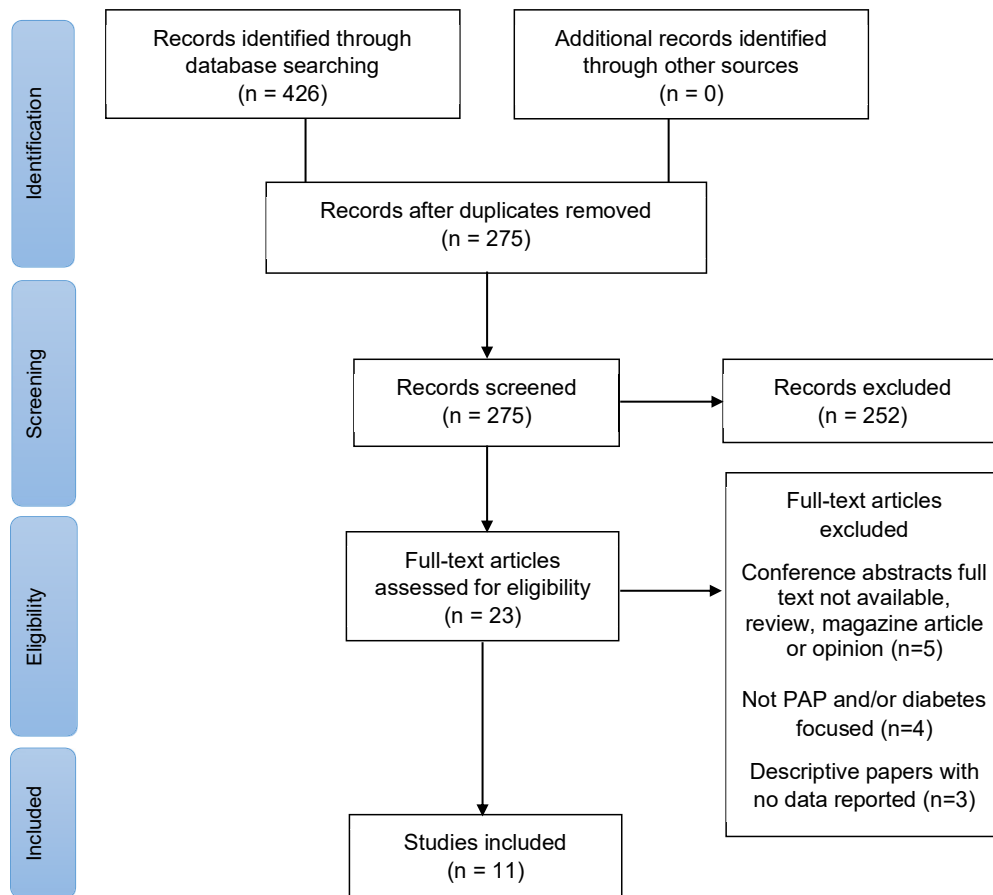 Identification
Records identified through
database searching
(n = 426)
Additional records identified
through other sources
(n = 0)
Records after duplicates removed
(n = 275)
Screening
Records screened
(n = 275)
Records excluded
(n = 252)
Eligibility
Full-text articles
assessed for eligibility
(n = 23)
Full-text articles
excluded
Conference abstracts full
text not available,
review, magazine article
or opinion (n=5)
Not PAP and/or diabetes
focused (n=4)
Descriptive papers with
no data reported (n=3)
Included
Studies included
(n = 11)